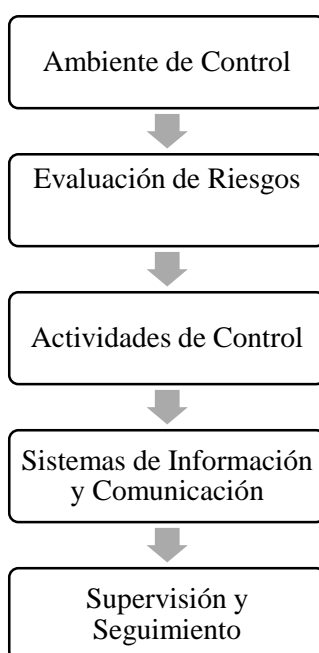 Ambiente de Control
Evaluación de Riesgos
Actividades de Control
Sistemas de Información
y Comunicación
Supervisión y
Seguimiento